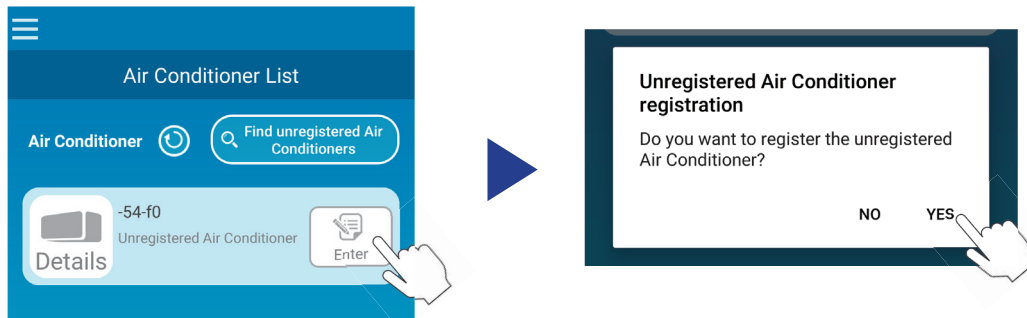 Air Conditioner List
Air Conditioner
Find unregistered Air
Conditioners
-54-f0
Unregistered Air Conditioner
Details
Enter
Unregistered Air Conditioner
registration
Do you want to register the unregistered
Air Conditioner?
NO YES